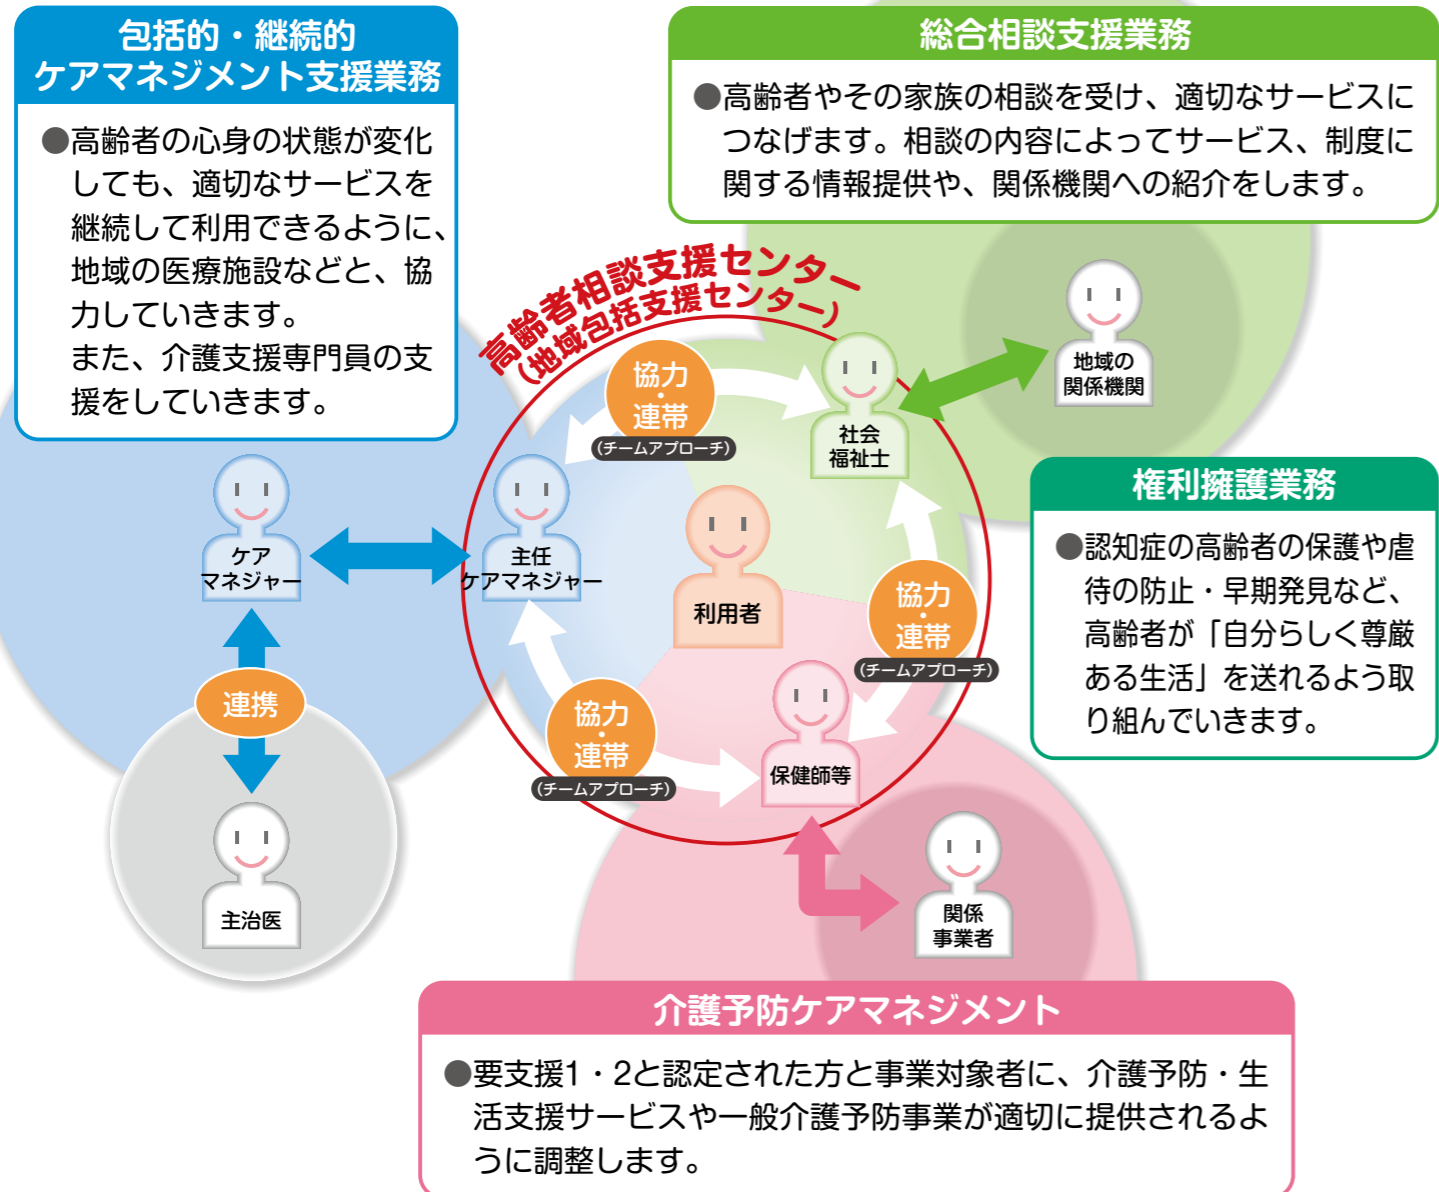 包括的・継続的
ケアマネジメント支援業務
●高齢者の心身の状態が変化
しても、適切なサービスを
継続して利用できるように、
地域の医療施設などと、協
力していきます。
また、介護支援専門員の支
援をしていきます。
総合相談支援業務
●高齢者やその家族の相談を受け、適切なサービスに
つなげます。相談の内容によってサービス、制度に
関する情報提供や、関係機関への紹介をします。
高齢者相談支援センター
（地域包括支援センター）
協力
・
連帯
（チームアプローチ）
社会
福祉士
地域の
関係機関
ケア
マネジャー
主任
ケアマネジャー
利用者
協力
・
連帯
（チームアプローチ）
権利擁護業務
●認知症の高齢者の保護や虐
待の防止・早期発見など、
高齢者が「自分らしく尊厳
ある生活」を送れるよう取
り組んでいきます。
連携
協力
・
連帯
（チームアプローチ）
保健師等
主治医
関係
事業者
介護予防ケアマネジメント
●要支援1・2と認定された方と事業対象者に、介護予防・生
活支援サービスや一般介護予防事業が適切に提供されるよ
うに調整します。